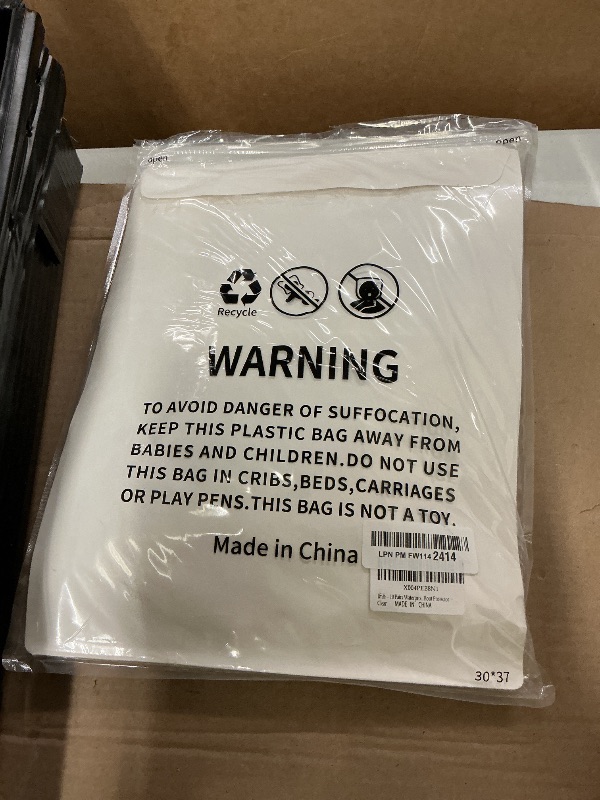 open
open
Recycle
WARNING
TO AVOID DANGER OF SUFFOCATION,
KEEP THIS PLASTIC BAG AWAY FROM
BABIES AND CHILDREN.DO NOT USE
THIS BAG IN CRIBS,BEDS,CARRIAGES
OR PLAY PENS.THIS BAG IS NOT A TOY.
Made in China
LPN PM FW114 2414
Clear MADE IN CHINA
30*37